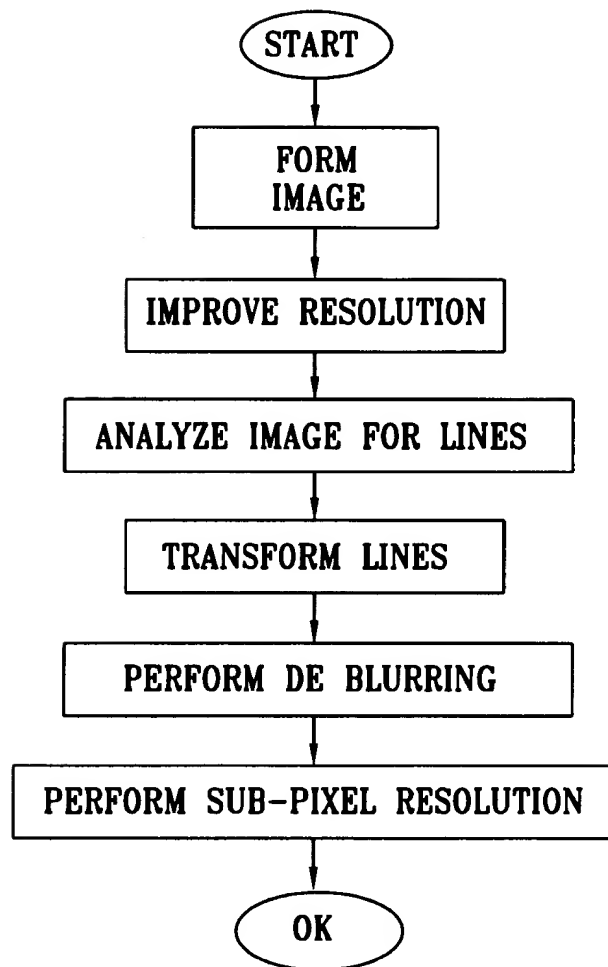 START
FORM
IMAGE
IMPROVE RESOLUTION
ANALYZE IMAGE FOR LINES
TRANSFORM LINES
PERFORM DE BLURRING
PERFORM SUB-PIXEL RESOLUTION
OK